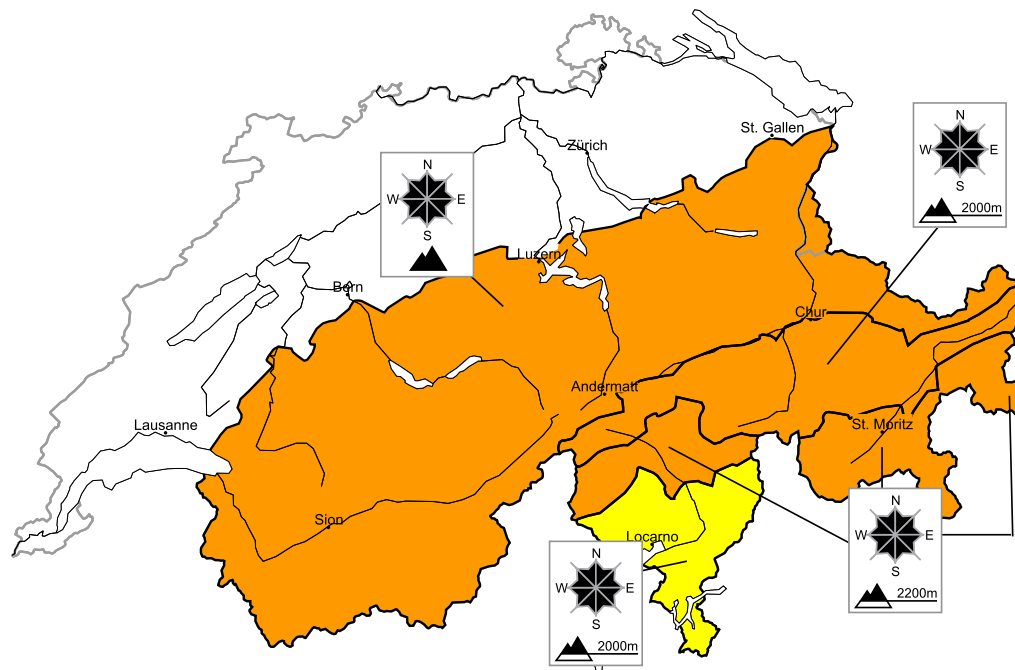 St. Gallen
Zürich
N
W E
S
2000m
N
W E
S
Luzern
Bern
Chur
Andermatt
Lausanne
St. Moritz
Sion
Locarno
N
W E
S
2200m
N
W E
S
2000m